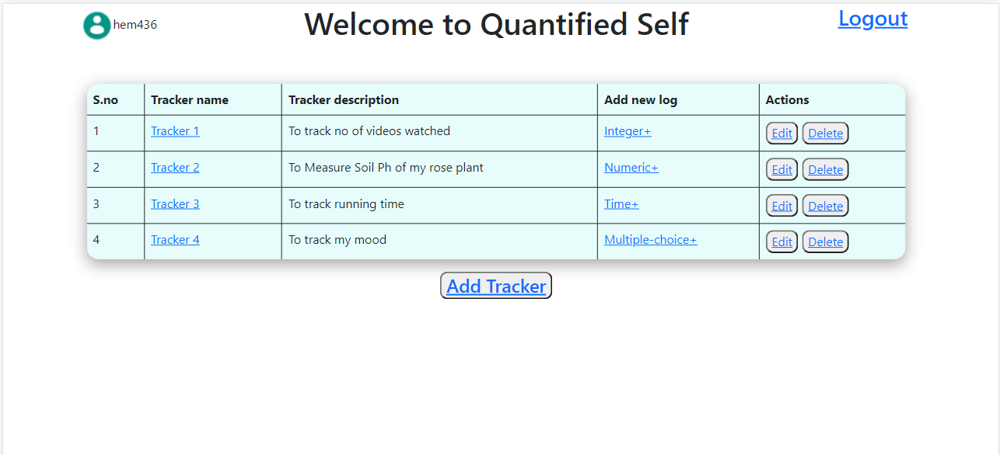 hem436 Welcome to Quantified Self Logout
S.no Tracker name Tracker description Add new log Actions
1 Tracker 1 To track no of videos watched Integer+ Edit Delete
2 Tracker 2 To Measure Soil Ph of my rose plant Numeric+ Edit Delete
3 Tracker 3 To track running time Time+ Edit Delete
4 Tracker 4 To track my mood Multiple-choice+ Edit Delete
Add Tracker